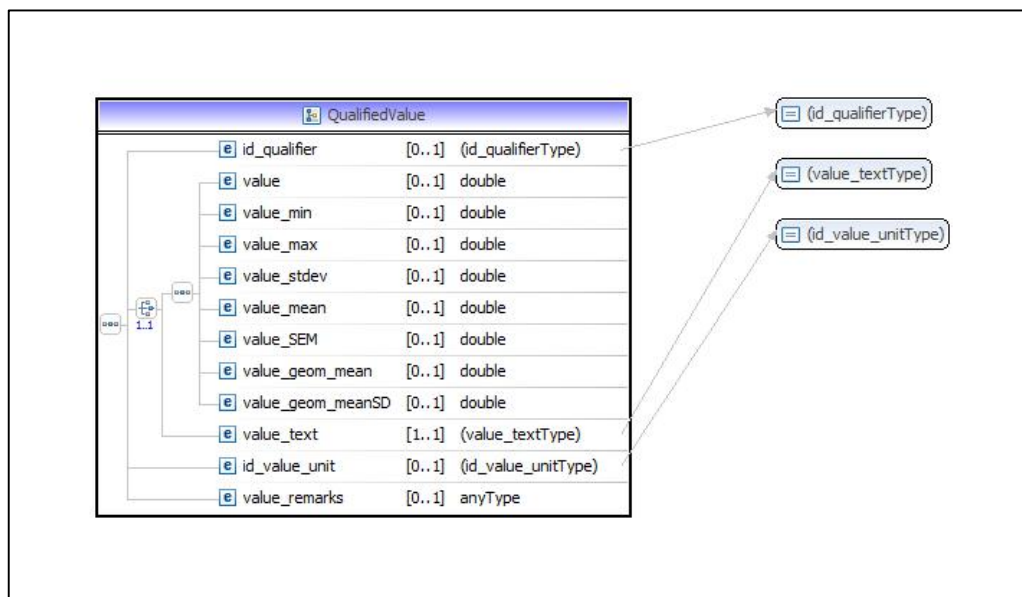 QualifiedValue
e id_qualifier [0..1] (id_qualifierType)
e value [0..1] double
e value_min [0..1] double
e value_max [0..1] double
e value_stdev [0..1] double
e value_mean [0..1] double
1..1
e value_SEM [0..1] double
e value_geom_mean [0..1] double
e value_geom_meanSD [0..1] double
e value_text [1..1] (value_textType)
e id_value_unit [0..1] (id_value_unitType)
e value_remarks [0..1] anyType
(id_qualifierType)
(value_textType)
(id_value_unitType)